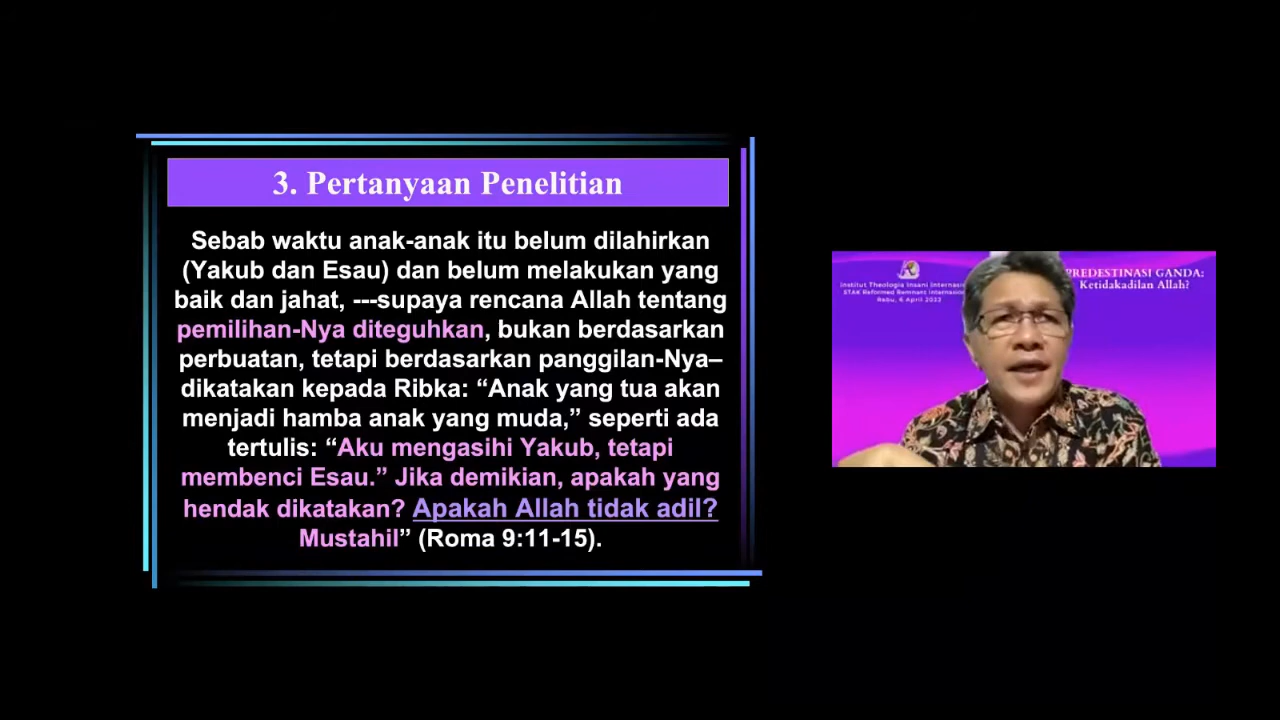 3. Pertanyaan Penelitian
Sebab waktu anak-anak itu belum dilahirkan
(Yakub dan Esau) dan belum melakukan yang
baik dan jahat, ---supaya rencana Allah tentang
pemilihan-Nya diteguhkan, bukan berdasarkan
perbuatan, tetapi berdasarkan panggilan-Nya–
dikatakan kepada Ribka: “Anak yang tua akan
menjadi hamba anak yang muda,” seperti ada
tertulis: “Aku mengasihi Yakub, tetapi
membenci Esau.” Jika demikian, apakah yang
hendak dikatakan? Apakah Allah tidak adil?
Mustahil” (Roma 9:11-15).
Institut Theologia Insani
STAK Reformed Remnant
Rabu, 6 April 2022
PREDESTINASI GANDA:
Ketidakadilan Allah?